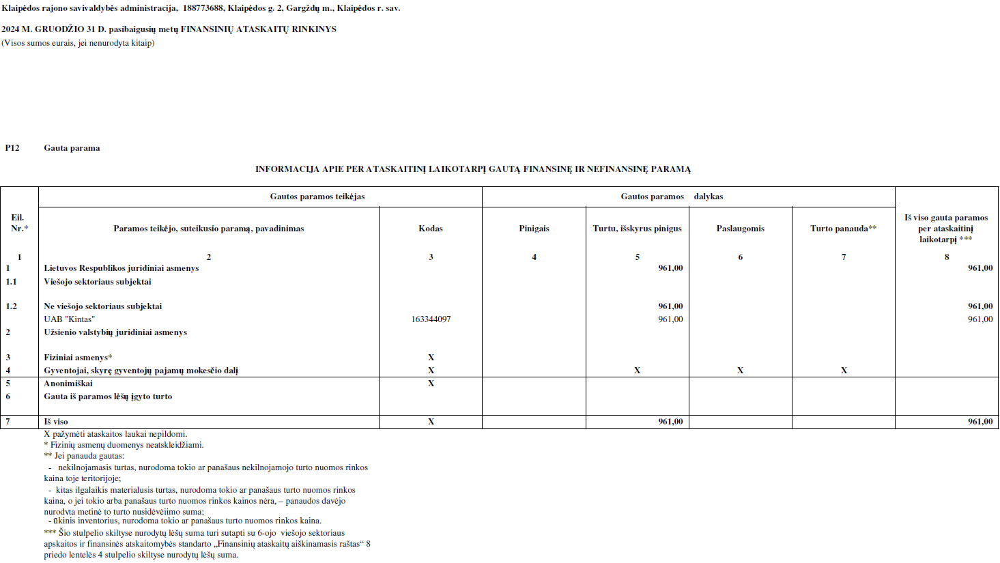 Klaipėdos rajono savivaldybės administracija,  188773688, Klaipėdos g. 2, Gargždų m., Klaipėdos r. sav.
2024 M. GRUODŽIO 31 D. pasibaigusių metų FINANSINIŲ ATASKAITŲ RINKINYS
(Visos sumos eurais, jei nenurodyta kitaip)
P12 Gauta parama
INFORMACIJA APIE PER ATASKAITINĮ LAIKOTARPĮ GAUTĄ FINANSINĘ IR NEFINANSINĘ PARAMĄ
Gautos paramos teikėjas Gautos paramos dalykas
Eil. Nr.* Paramos teikėjo, suteikusio paramą, pavadinimas Kodas Pinigais Turtu, išskyrus pinigus Paslaugomis Turto panauda** Iš viso gauta paramos per ataskaitinį laikotarpį ***
1 2 3 4 5 6 7 8
1 Lietuvos Respublikos juridiniai asmenys 961,00 961,00
1.1 Viešojo sektoriaus subjektai
1.2 Ne viešojo sektoriaus subjektai 961,00 961,00
UAB "Kintas" 163344097 961,00 961,00
2 Užsienio valstybių juridiniai asmenys
3 Fiziniai asmenys* X
4 Gyventojai, skyrę gyventojų pajamų mokesčio dalį X X X X
5 Anonimiškai X
6 Gauta iš paramos lėšų įgyto turto
7 Iš viso X 961,00 961,00
X pažymėti ataskaitos laukai nepildomi.
* Fizinių asmenų duomenys neatskleidžiami.
** Jei panauda gautas:
- nekilnojamasis turtas, nurodoma tokio ar panašaus nekilnojamojo turto nuomos rinkos
kaina toje teritorijoje;
- kitas ilgalaikis materialusis turtas, nurodoma tokio ar panašaus turto nuomos rinkos
kaina, o jei tokio arba panašaus turto nuomos rinkos kainos nėra, – panaudos davėjo
nurodyta metinė to turto nusidėvėjimo suma;
- ūkinis inventorius, nurodoma tokio ar panašaus turto nuomos rinkos kaina.
*** Šio stulpelio skiltyse nurodytų lėšų suma turi sutapti su 6-ojo viešojo sektoriaus
apskaitos ir finansinės atskaitomybės standarto „Finansinių ataskaitų aiškinamasis raštas“ 8
priedo lentelės 4 stulpelio skiltyse nurodytų lėšų suma.